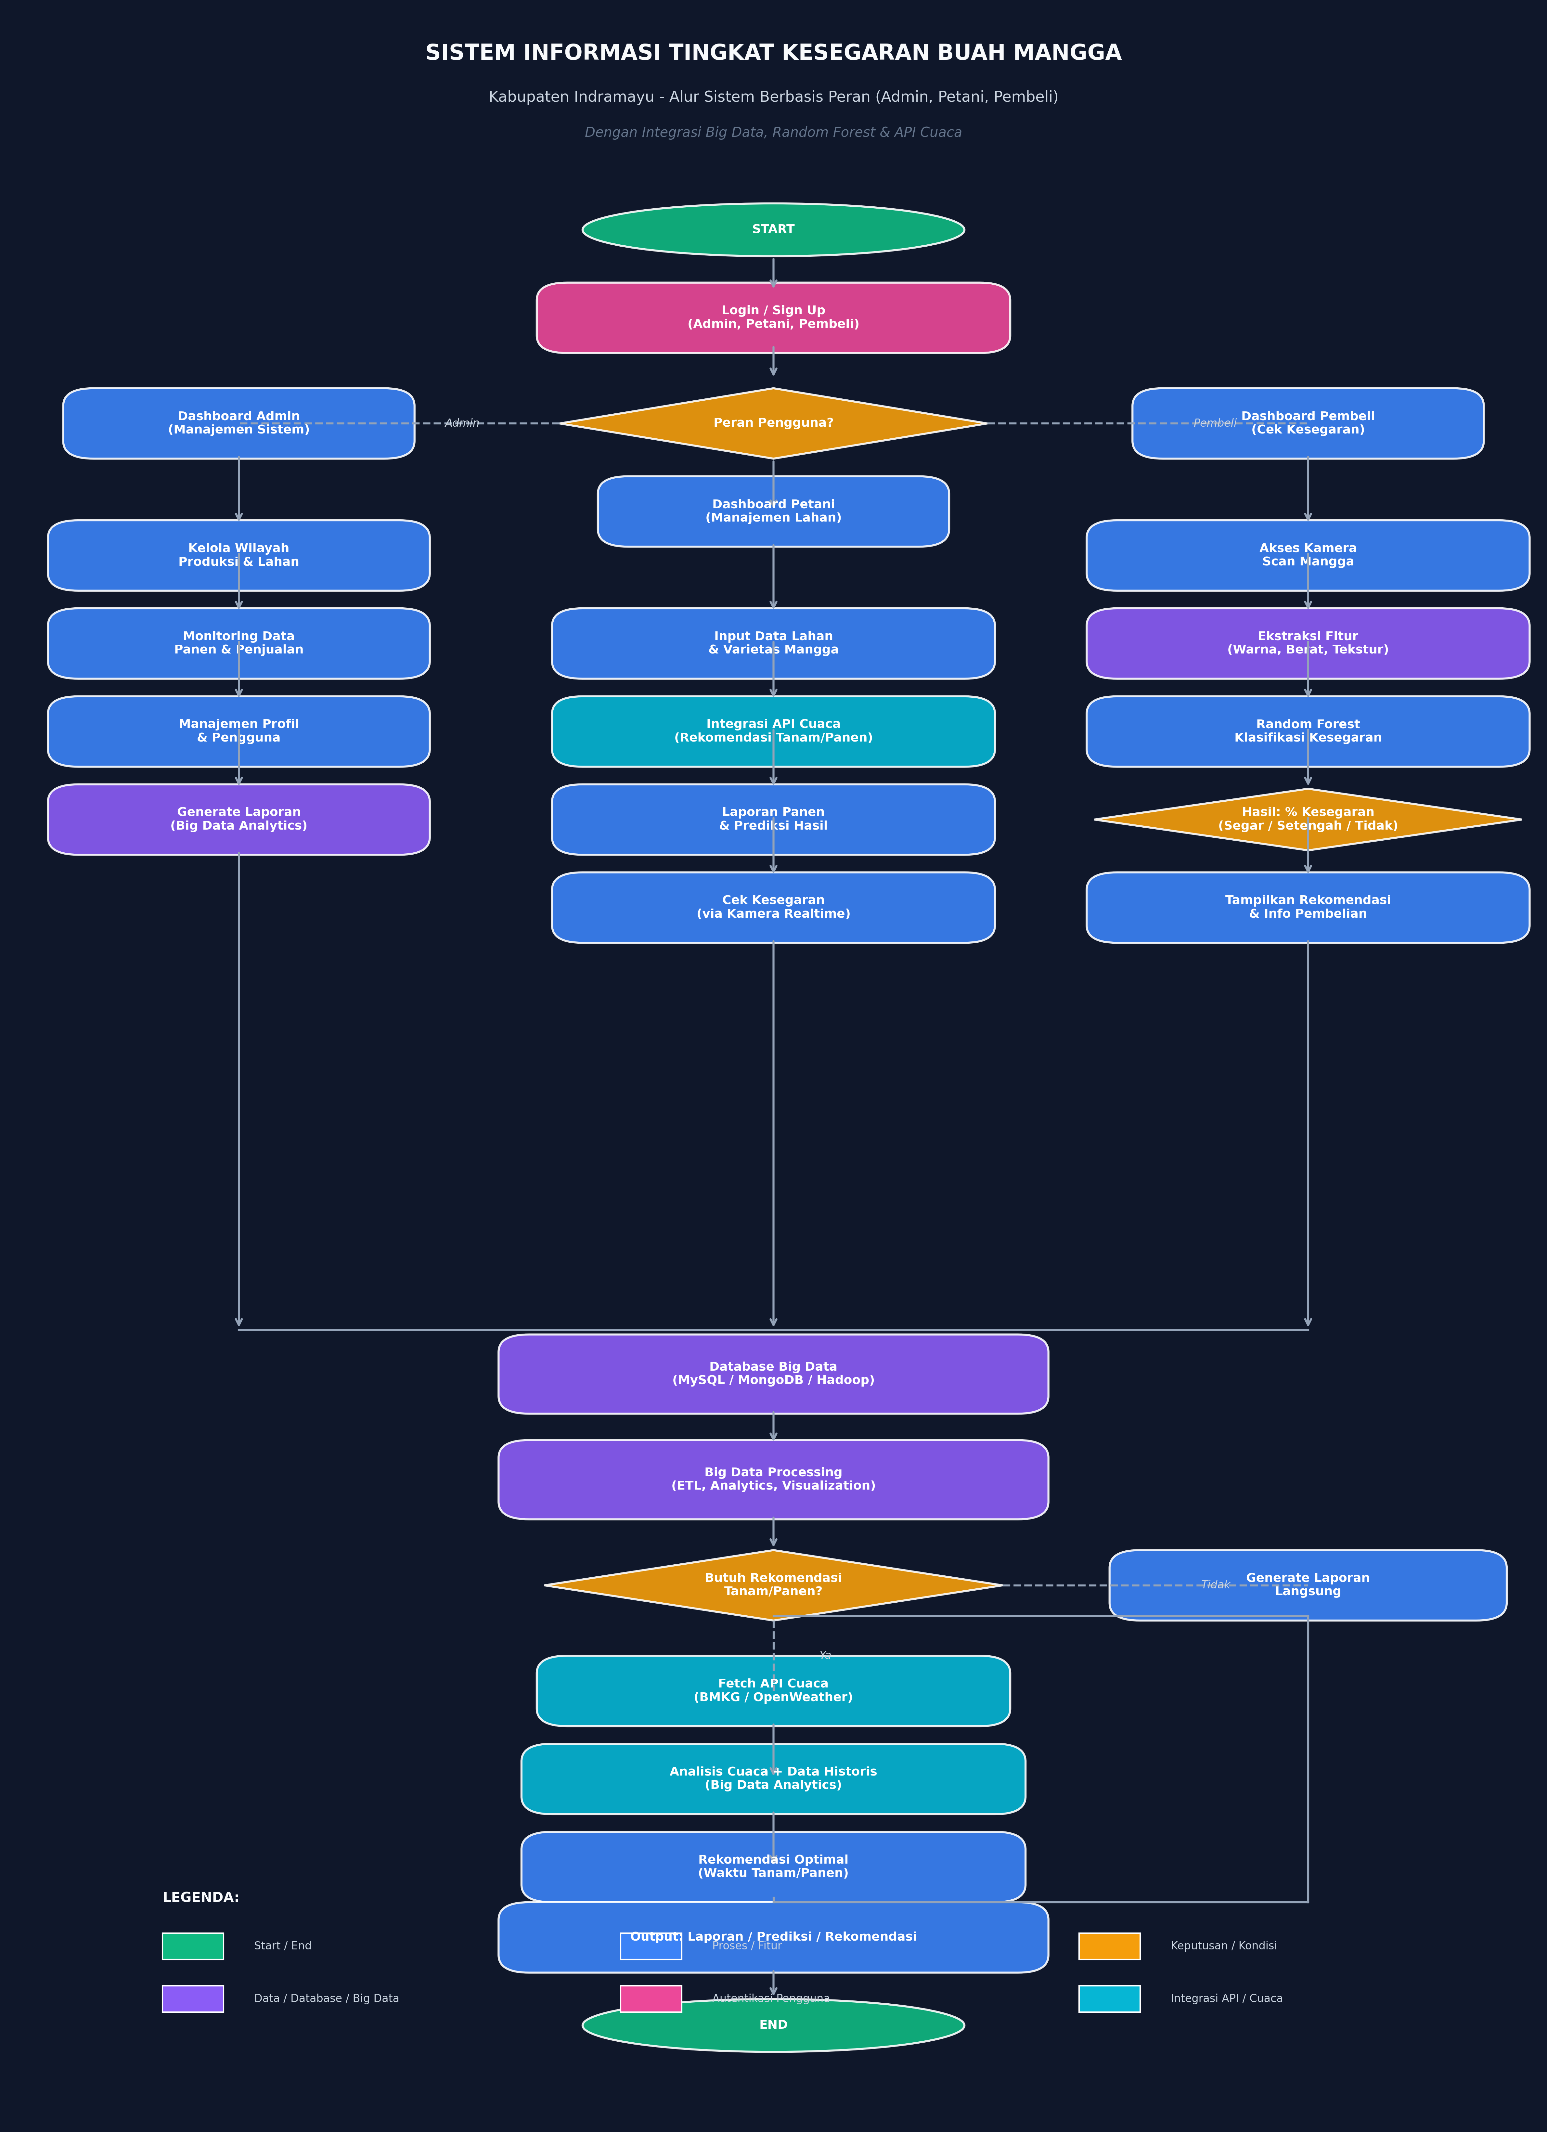 SISTEM INFORMASI TINGKAT KESEGARAN BUAH MANGGA
Kabupaten Indramayu - Alur Sistem Berbasis Peran (Admin, Petani, Pembeli)
Dengan Integrasi Big Data, Random Forest & API Cuaca
START
Login / Sign Up
(Admin, Petani, Pembeli)
Dashboard Admin
(Manajemen Sistem)
Admin
Peran Pengguna?
Pembeli
Dashboard Pembeli
(Cek Kesegaran)
Dashboard Petani
(Manajemen Lahan)
Kelola Wilayah
Produksi & Lahan
Akses Kamera
Scan Mangga
Monitoring Data
Panen & Penjualan
Input Data Lahan
& Varietas Mangga
Ekstraksi Fitur
(Warna, Berat, Tekstur)
Manajemen Profil
& Pengguna
Integrasi API Cuaca
(Rekomendasi Tanam/Panen)
Random Forest
Klasifikasi Kesegaran
Generate Laporan
(Big Data Analytics)
Laporan Panen
& Prediksi Hasil
Hasil: % Kesegaran
(Segar / Setengah / Tidak)
Cek Kesegaran
(via Kamera Realtime)
Tampilkan Rekomendasi
& Info Pembelian
Database Big Data
(MySQL / MongoDB / Hadoop)
Big Data Processing
(ETL, Analytics, Visualization)
Butuh Rekomendasi
Tanam/Panen?
Tidak
Generate Laporan
Langsung
Ya
Fetch API Cuaca
(BMKG / OpenWeather)
Analisis Cuaca + Data Historis
(Big Data Analytics)
Rekomendasi Optimal
(Waktu Tanam/Panen)
Output: Laporan / Prediksi / Rekomendasi
END
LEGENDA:
Start / End
Proses / Fitur
Keputusan / Kondisi
Data / Database / Big Data
Autentikasi Pengguna
Integrasi API / Cuaca